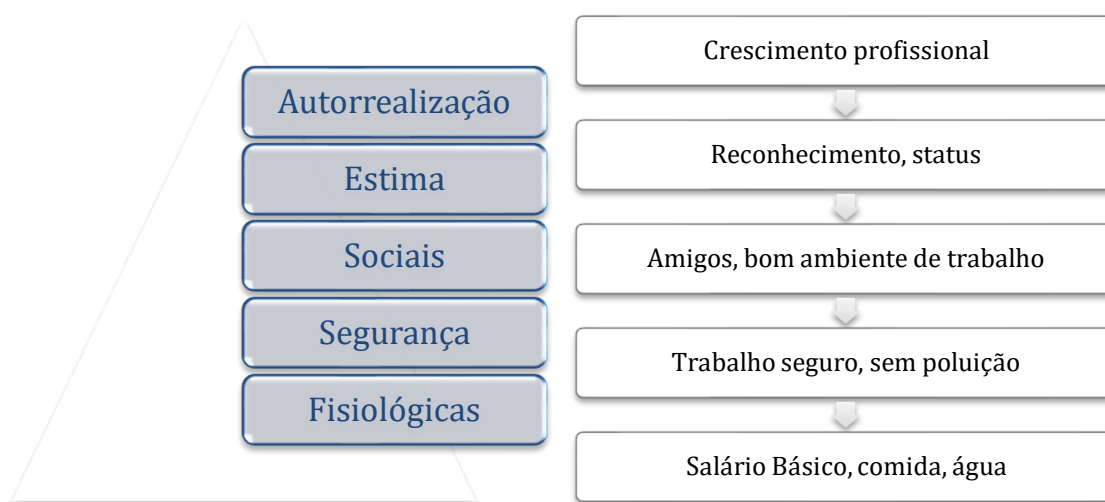 Autorrealização
Estima
Sociais
Segurança
Fisiológicas
Crescimento profissional
Reconhecimento, status
Amigos, bom ambiente de trabalho
Trabalho seguro, sem poluição
Salário Básico, comida, água